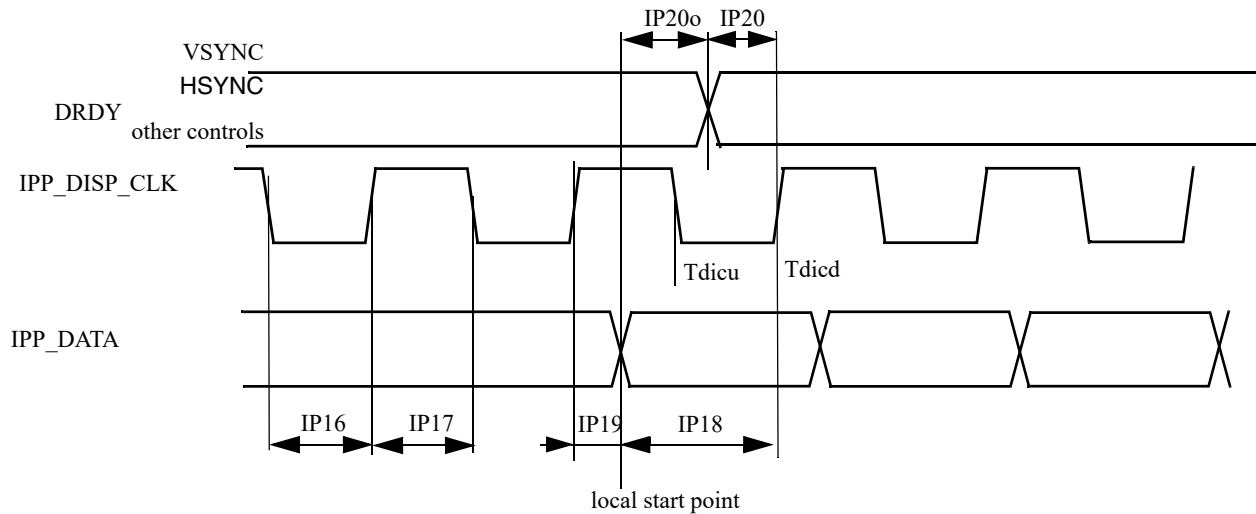 IP20o IP20
VSYNC
HSYNC
DRDY
other controls
IPP_DISP_CLK
Tdicu Tdicd
IPP_DATA
IP16 IP17 IP19 IP18
local start point